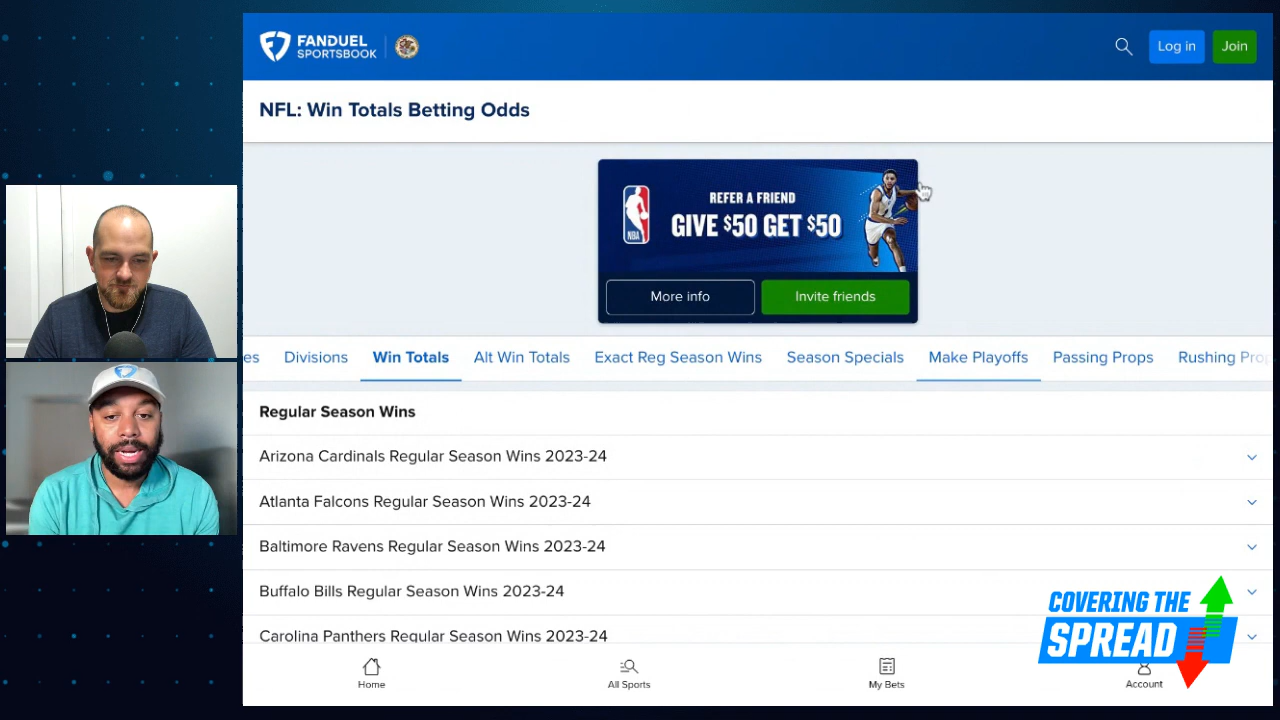 FANDUEL
SPORTSBOOK
Log in
Join
NFL: Win Totals Betting Odds
NBA
REFER A FRIEND
GIVE $50 GET $50
More info
Invite friends
es
Divisions
Win Totals
Alt Win Totals
Exact Reg Season Wins
Season Specials
Make Playoffs
Passing Props
Rushing Prop
Regular Season Wins
Arizona Cardinals Regular Season Wins 2023-24
Atlanta Falcons Regular Season Wins 2023-24
Baltimore Ravens Regular Season Wins 2023-24
Buffalo Bills Regular Season Wins 2023-24
Carolina Panthers Regular Season Wins 2023-24
COVERING THE
SPREAD
Home
All Sports
My Bets
Account